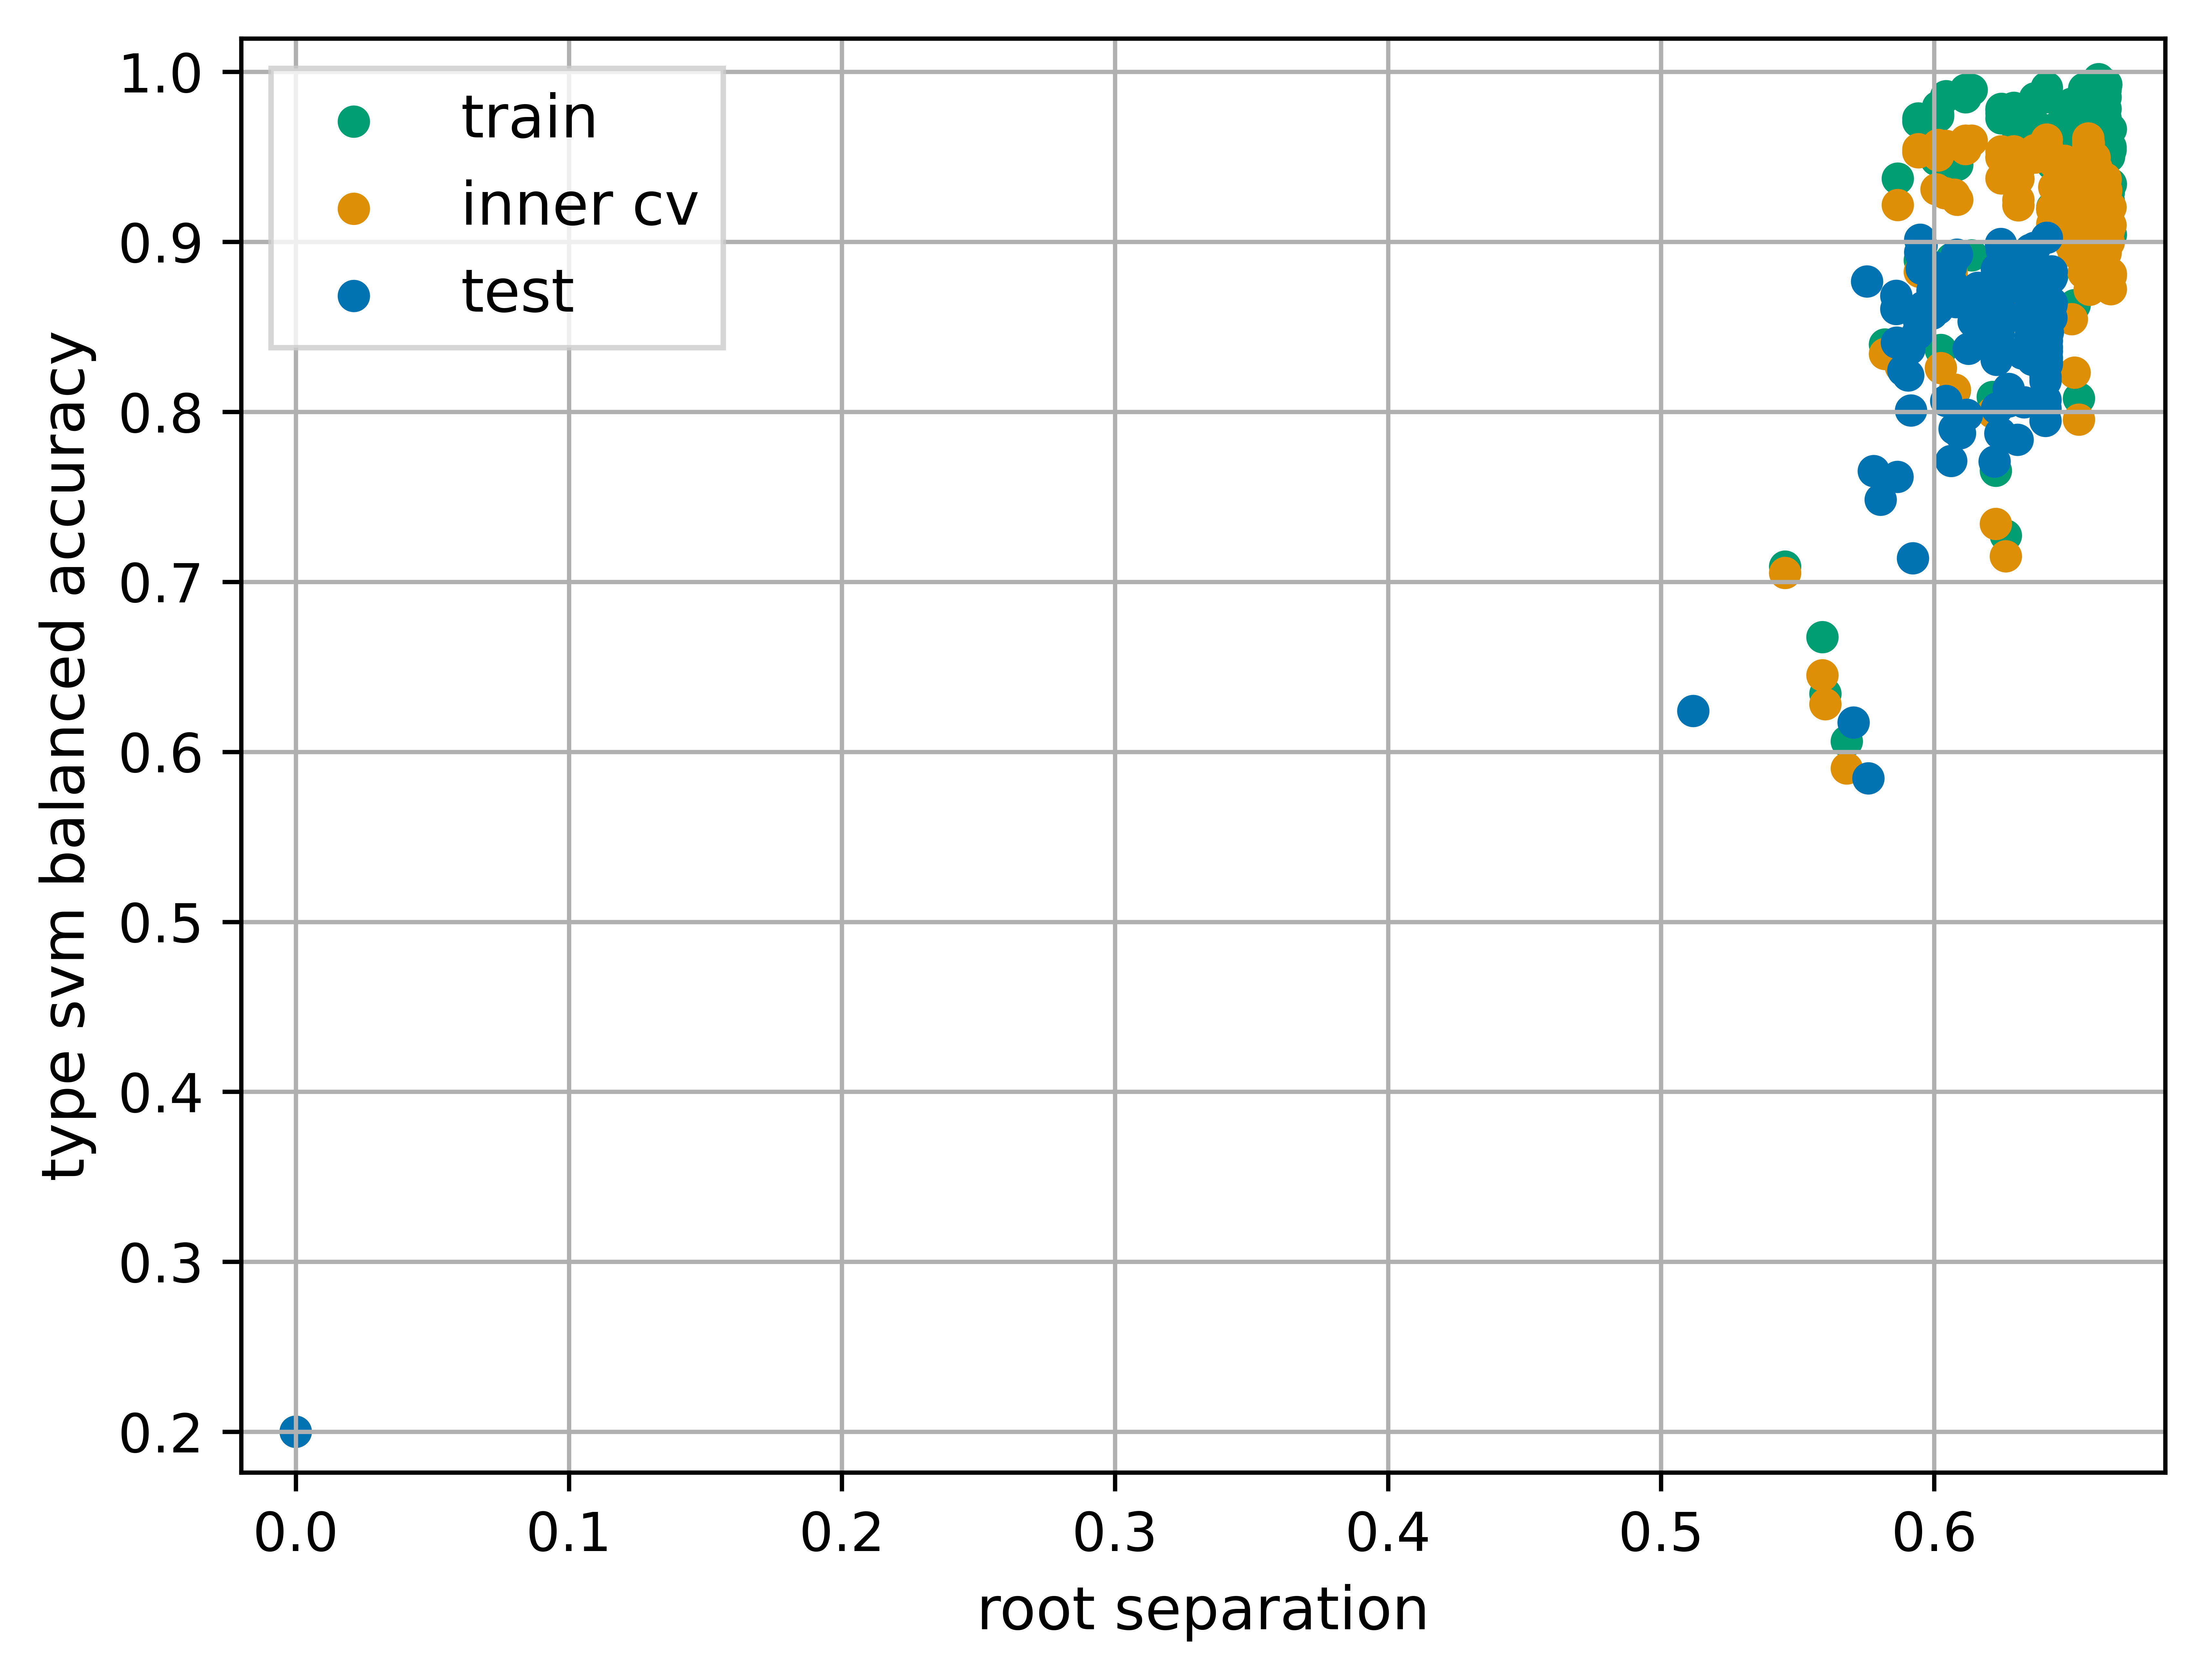 train
inner cv
test
1.0
0.9
0.8
0.7
0.6
0.5
0.4
0.3
0.2
type svm balanced accuracy
0.0 0.1 0.2 0.3 0.4 0.5 0.6
root separation